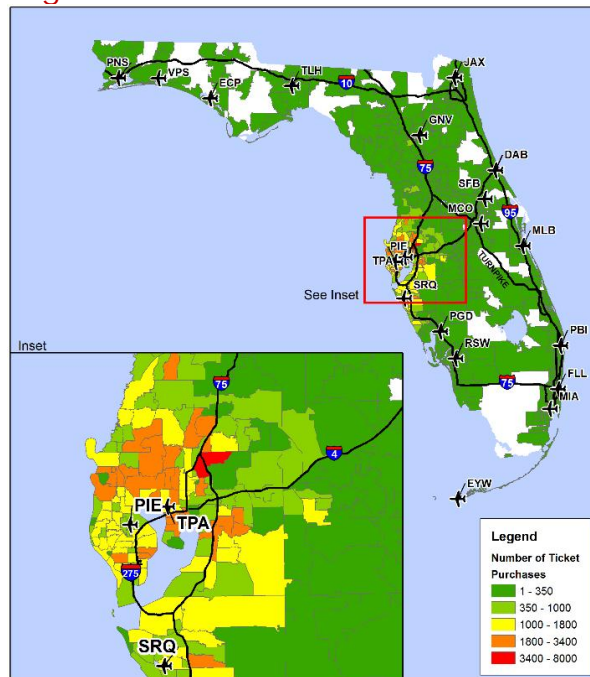 PNS
VPS
ECP
TLH
10
JAX
GNV
75
DAB
SFB
MCO
95
MLB
PIE
TPA
TURNPIKE
See Inset
SRQ
PGD
RSW
PBI
75
FLL
MIA
EYW
Inset
75
4
PIE
TPA
275
SRQ
Legend
Number of Ticket
Purchases
1 - 350
350 - 1000
1000 - 1800
1800 - 3400
3400 - 8000